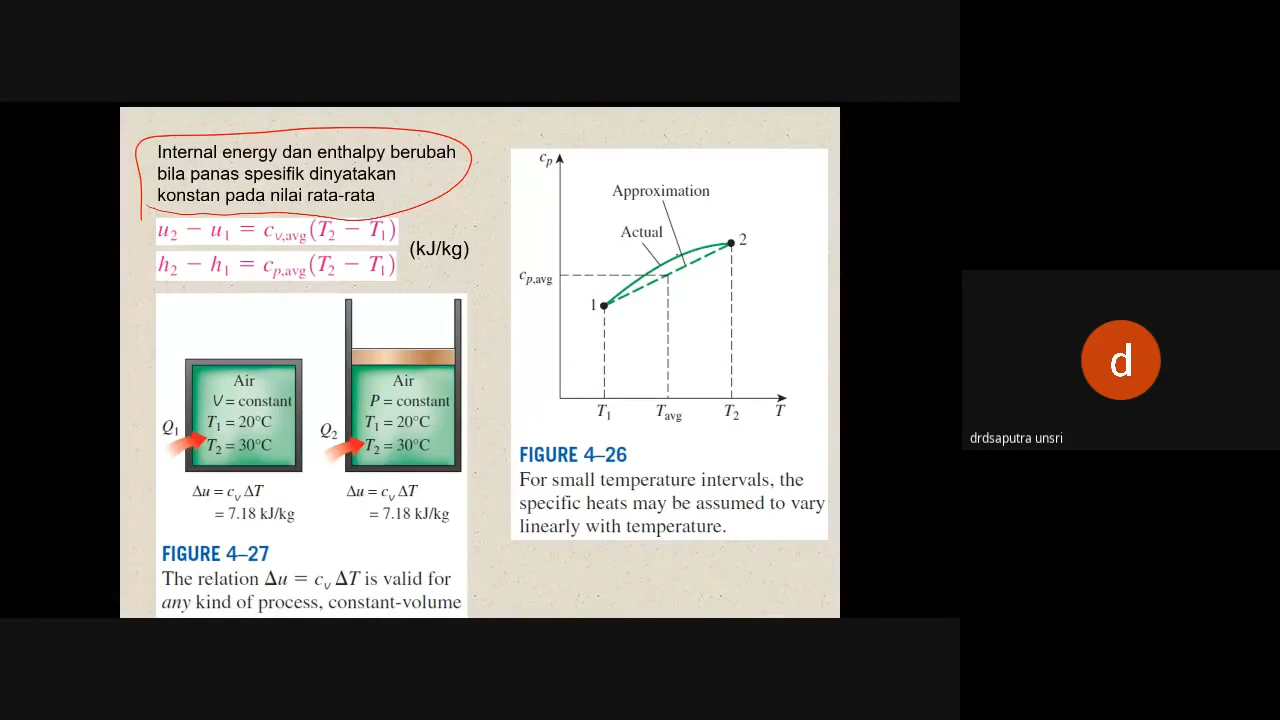 Internal energy dan enthalpy berubah
bila panas spesifik dinyatakan
konstan pada nilai rata-rata
u₂ − u₁ = cᵥ,avg(T₂ − T₁)
h₂ − h₁ = cₚ,avg(T₂ − T₁)
(kJ/kg)
Air
V = constant
T₁ = 20°C
T₂ = 30°C
Q₁
Δu = cᵥ ΔT
= 7.18 kJ/kg
Air
P = constant
T₁ = 20°C
T₂ = 30°C
Q₂
Δu = cᵥ ΔT
= 7.18 kJ/kg
FIGURE 4–27
The relation Δu = cᵥ ΔT is valid for
any kind of process, constant-volume
cₚ
Approximation
Actual
2
cₚ,avg
1
T₁
Tavg
T₂
T
FIGURE 4–26
For small temperature intervals, the
specific heats may be assumed to vary
linearly with temperature.
d
drdsaputra unsri